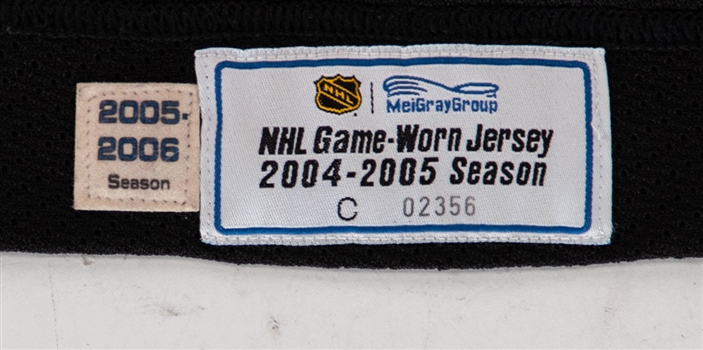 2005-
2006
Season
NHL MeiGrayGroup
NHL Game-Worn Jersey
2004-2005 Season
C 02356